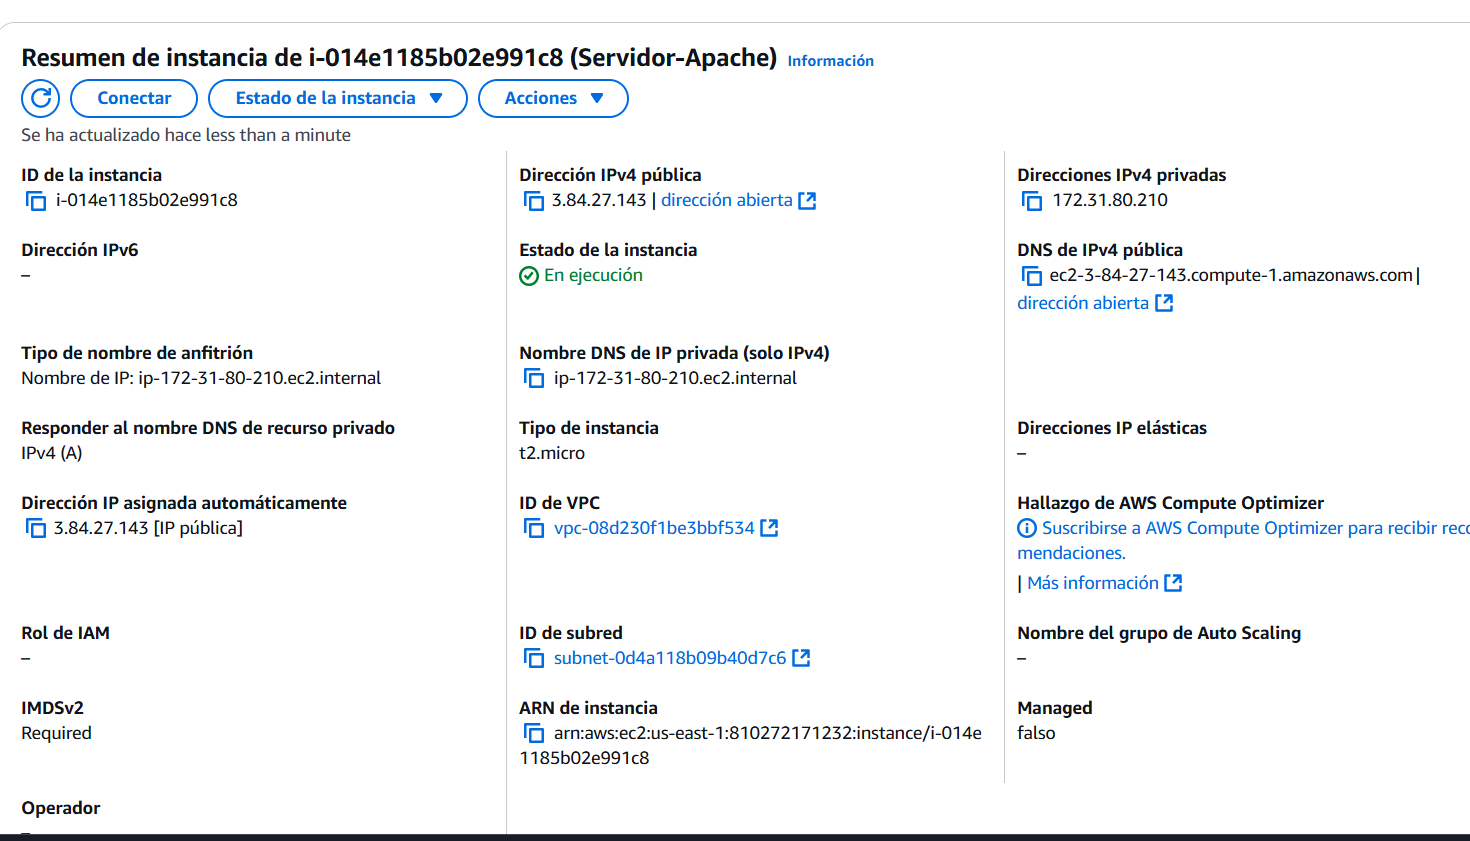 Resumen de instancia de i-014e1185b02e991c8 (Servidor-Apache) Información
Conectar Estado de la instancia Acciones
Se ha actualizado hace less than a minute
ID de la instancia
i-014e1185b02e991c8
Dirección IPv4 pública
3.84.27.143 | dirección abierta
Direcciones IPv4 privadas
172.31.80.210
Dirección IPv6
–
Estado de la instancia
En ejecución
DNS de IPv4 pública
ec2-3-84-27-143.compute-1.amazonaws.com |
dirección abierta
Tipo de nombre de anfitrión
Nombre de IP: ip-172-31-80-210.ec2.internal
Nombre DNS de IP privada (solo IPv4)
ip-172-31-80-210.ec2.internal
Responder al nombre DNS de recurso privado
IPv4 (A)
Tipo de instancia
t2.micro
Direcciones IP elásticas
–
Dirección IP asignada automáticamente
3.84.27.143 [IP pública]
ID de VPC
vpc-08d230f1be3bbf534
Hallazgo de AWS Compute Optimizer
Suscribirse a AWS Compute Optimizer para recibir reco
mendaciones.
| Más información
Rol de IAM
–
ID de subred
subnet-0d4a118b09b40d7c6
Nombre del grupo de Auto Scaling
–
IMDSv2
Required
ARN de instancia
arn:aws:ec2:us-east-1:810272171232:instance/i-014e
1185b02e991c8
Managed
falso
Operador
–